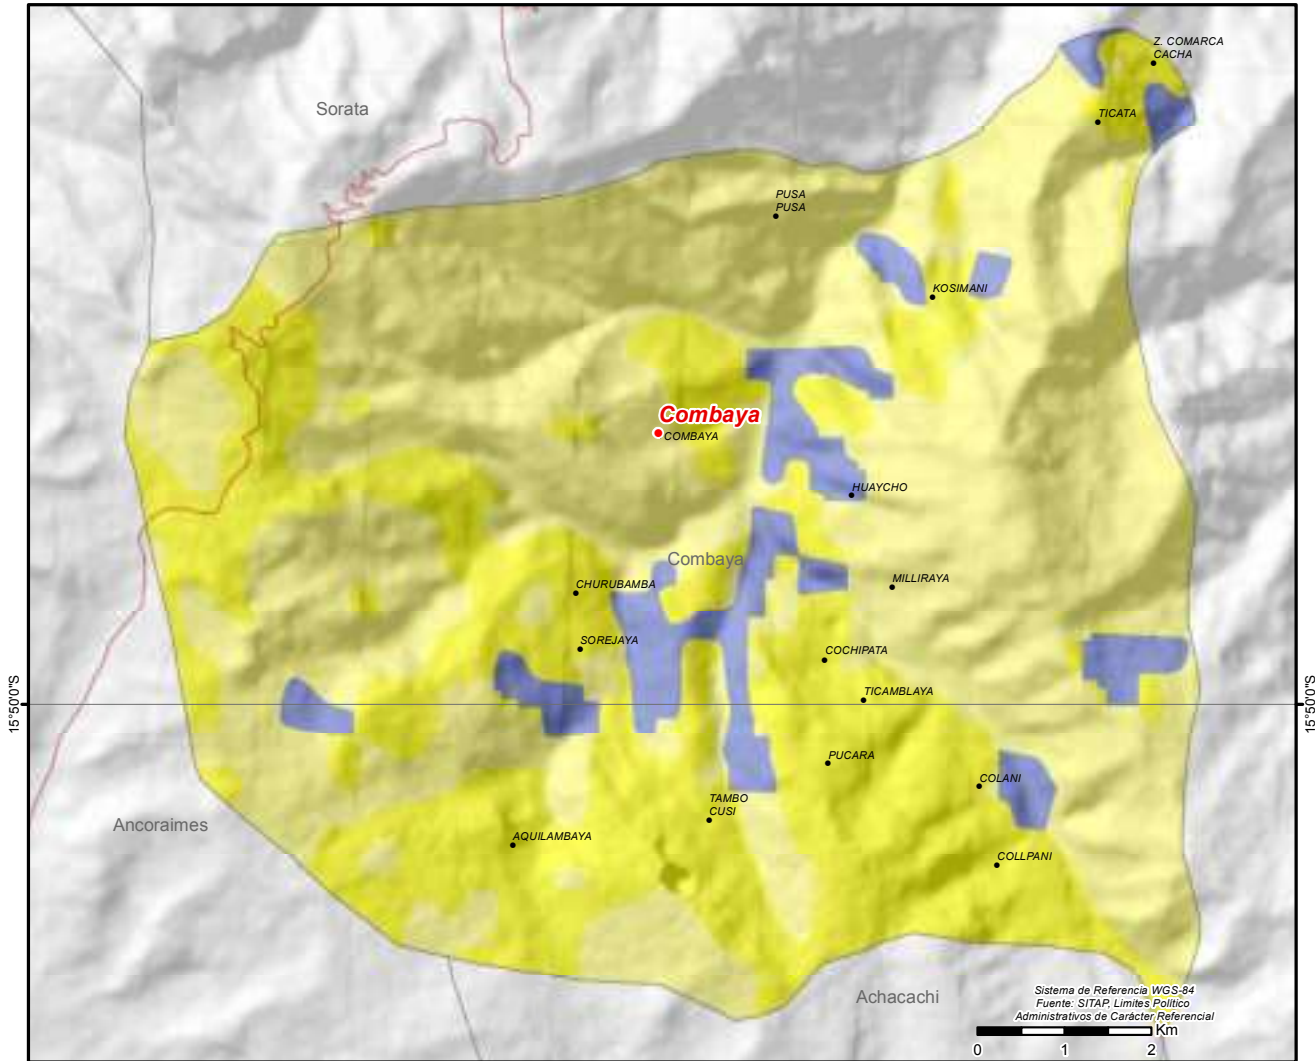 Z. COMARCA
CACHA
Sorata
TICATA
PUSA
PUSA
KOSIMANI
Combaya
COMBAYA
HUAYCHO
Combaya
CHURUBAMBA
MILLIRAYA
SOREJAYA
COCHIPATA
TICAMBLAYA
15°50'0"S
15°50'0"S
PUCARA
COLANI
TAMBO
CUSI
Ancoraimes
AQUILAMBAYA
COLLPANI
Achacachi
Sistema de Referencia WGS-84
Fuente: SITAP, Limites Político
Administrativos de Carácter Referencial
Km
0 1 2